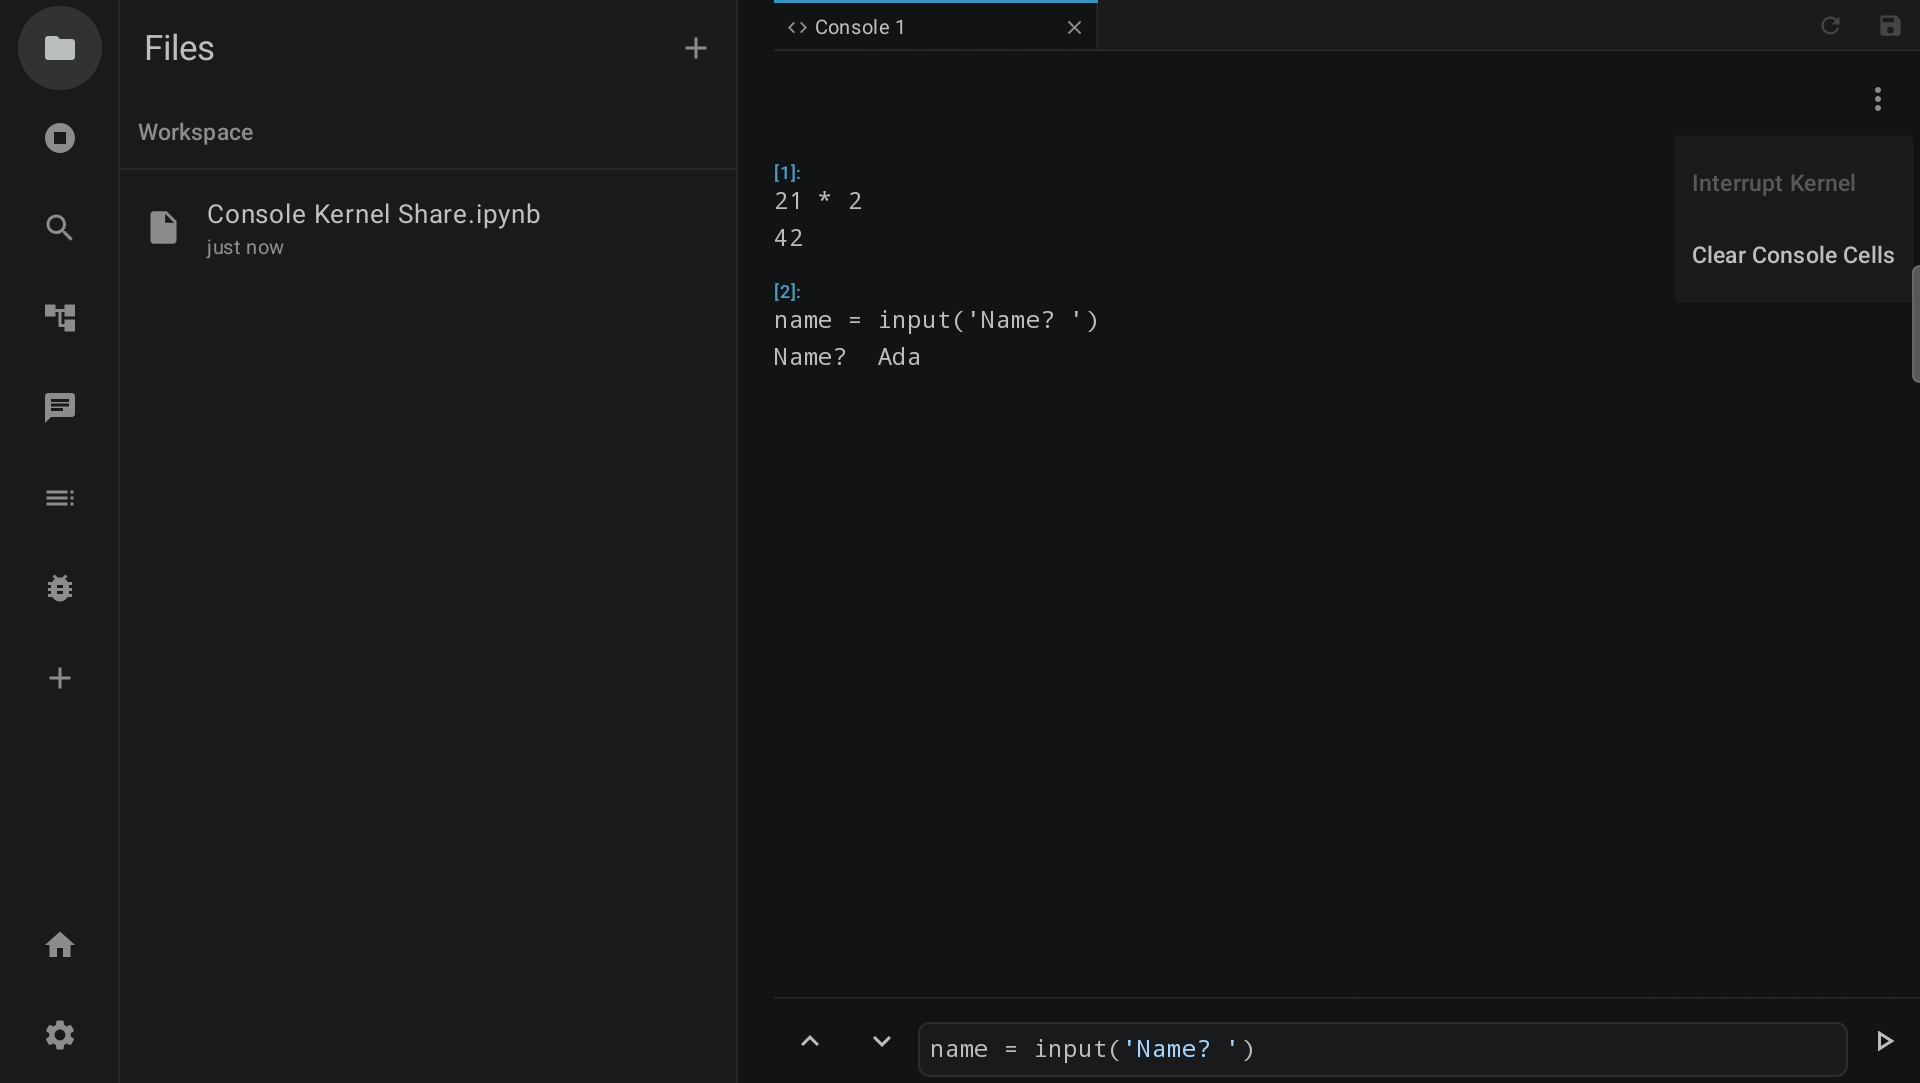 Files
Workspace
Console Kernel Share.ipynb
just now
Console 1
Interrupt Kernel
Clear Console Cells
[1]:
21 * 2
42
[2]:
name = input('Name? ')
Name?  Ada
name = input('Name? ')